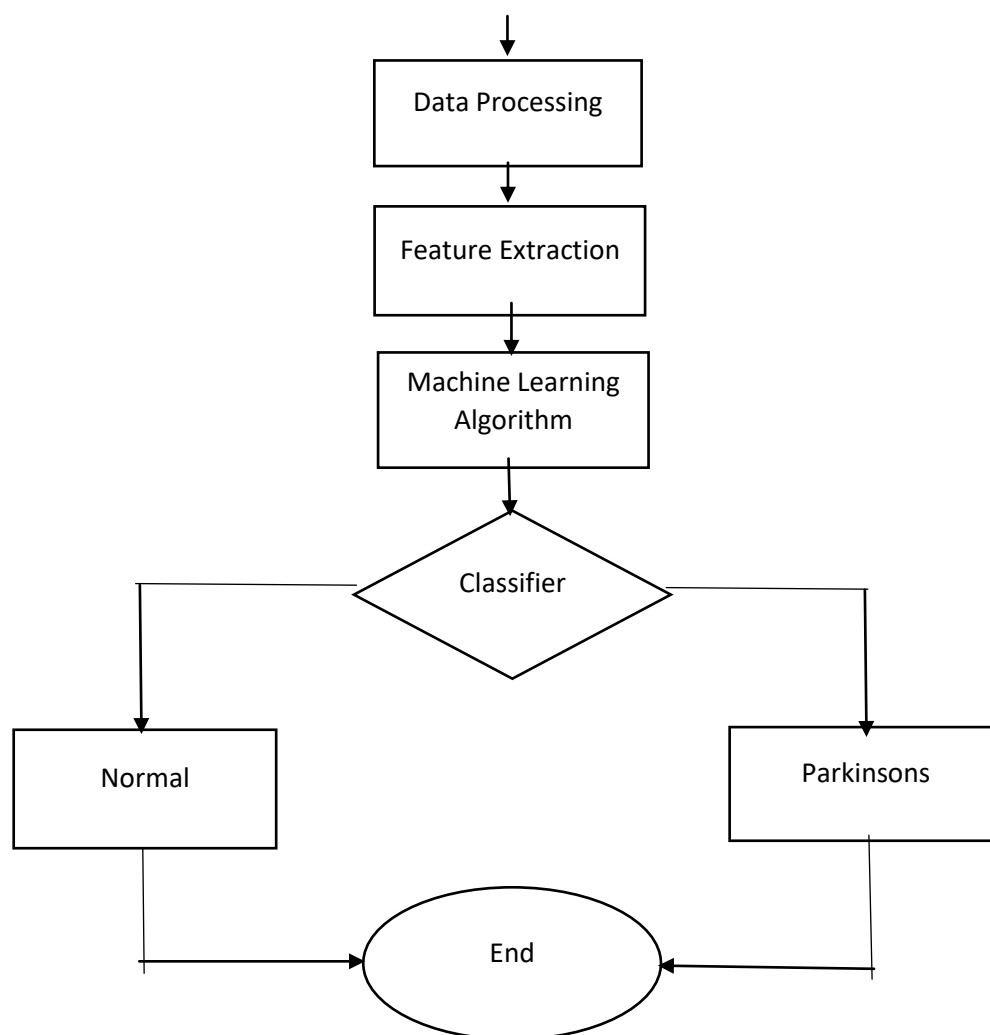 Data Processing
Feature Extraction
Machine Learning
Algorithm
Classifier
Normal
Parkinsons
End